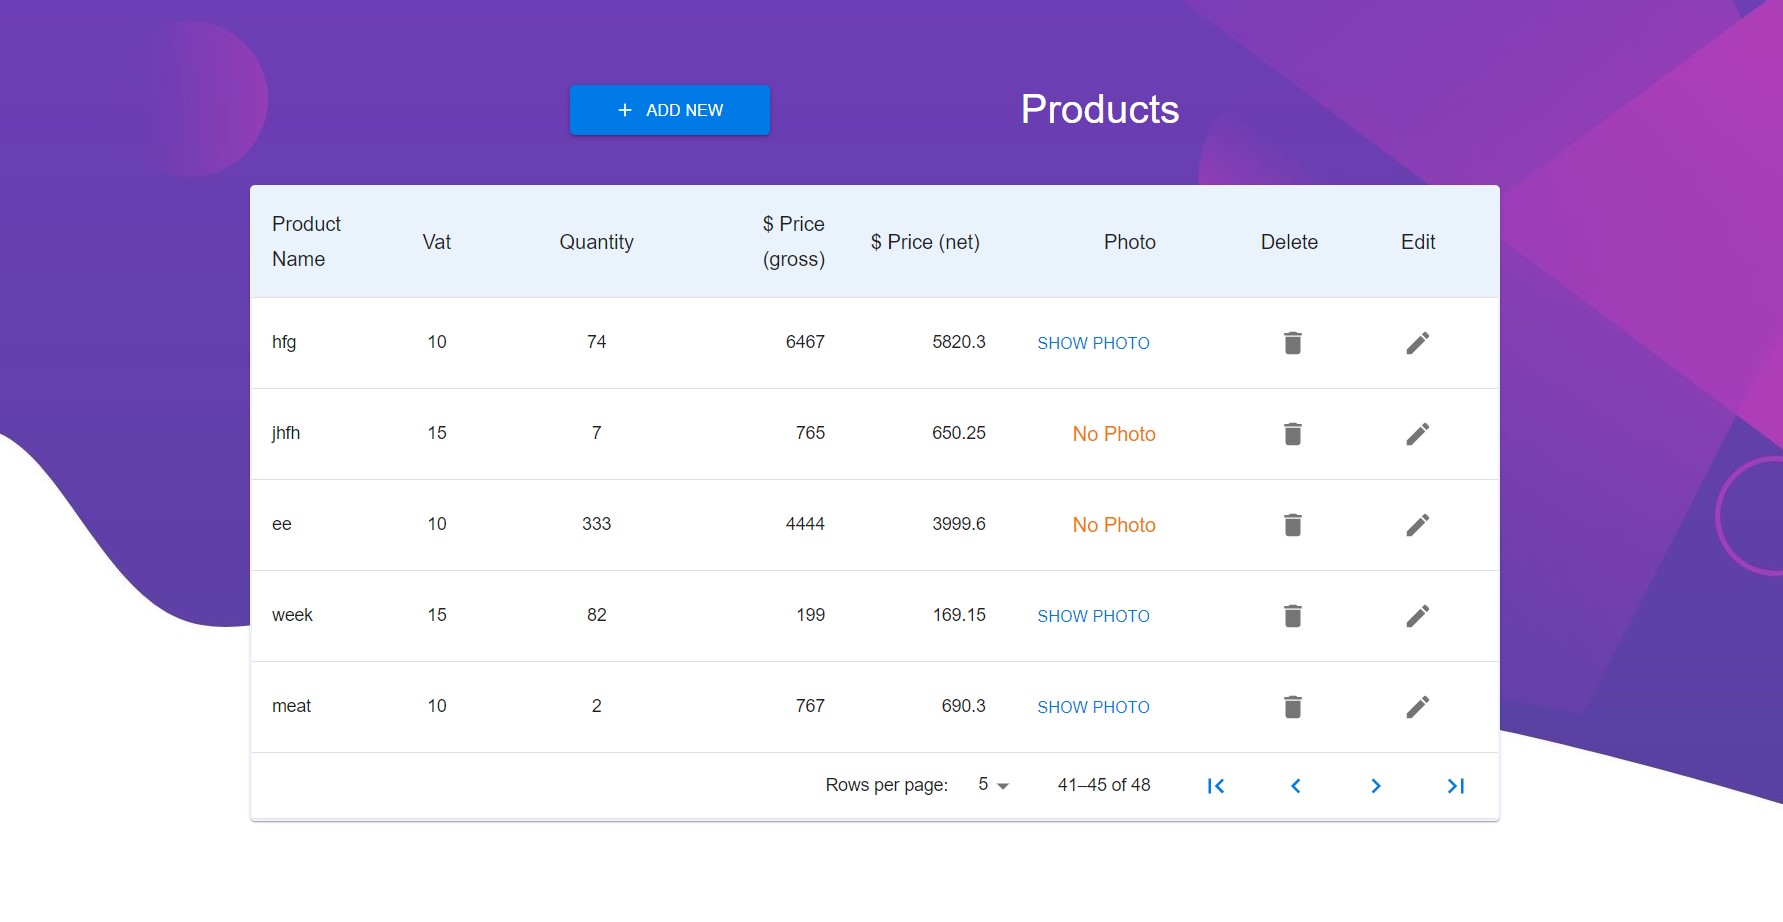 + ADD NEW
Products
Product Name Vat Quantity $ Price (gross) $ Price (net) Photo Delete Edit
hfg 10 74 6467 5820.3 SHOW PHOTO
jhfh 15 7 765 650.25 No Photo
ee 10 333 4444 3999.6 No Photo
week 15 82 199 169.15 SHOW PHOTO
meat 10 2 767 690.3 SHOW PHOTO
Rows per page: 5 41–45 of 48